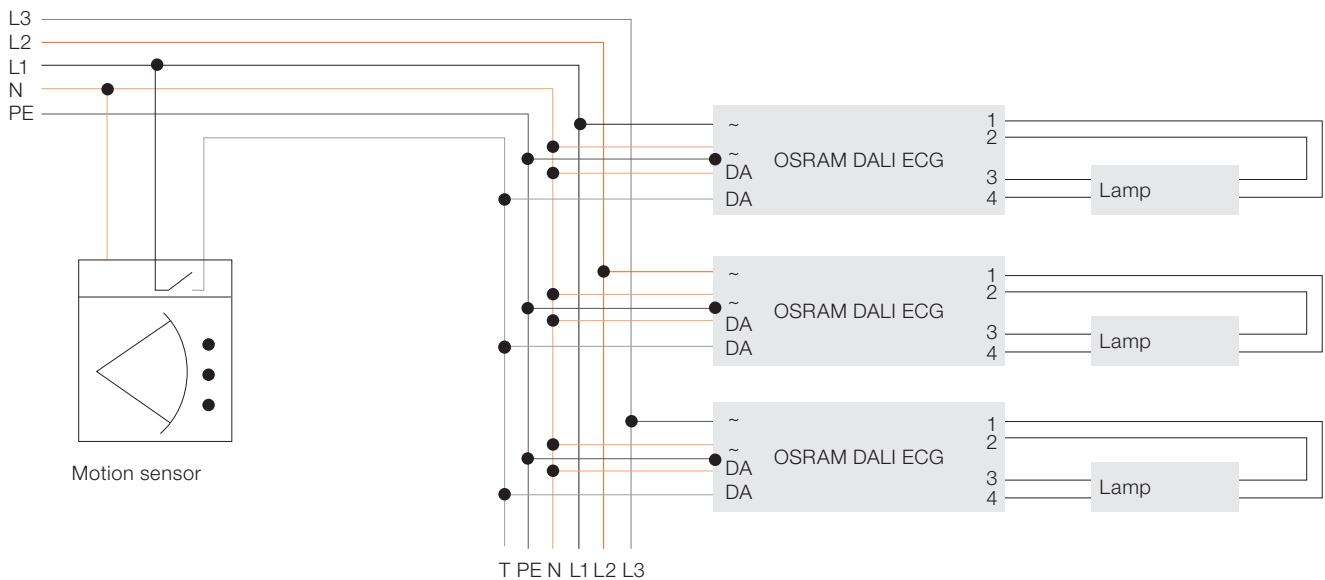 L3
L2
L1
N
PE
~
~
DA
DA
OSRAM DALI ECG
1
2
3
4
Lamp
~
~
DA
DA
OSRAM DALI ECG
1
2
3
4
Lamp
~
~
DA
DA
OSRAM DALI ECG
1
2
3
4
Lamp
Motion sensor
T PE N L1 L2 L3